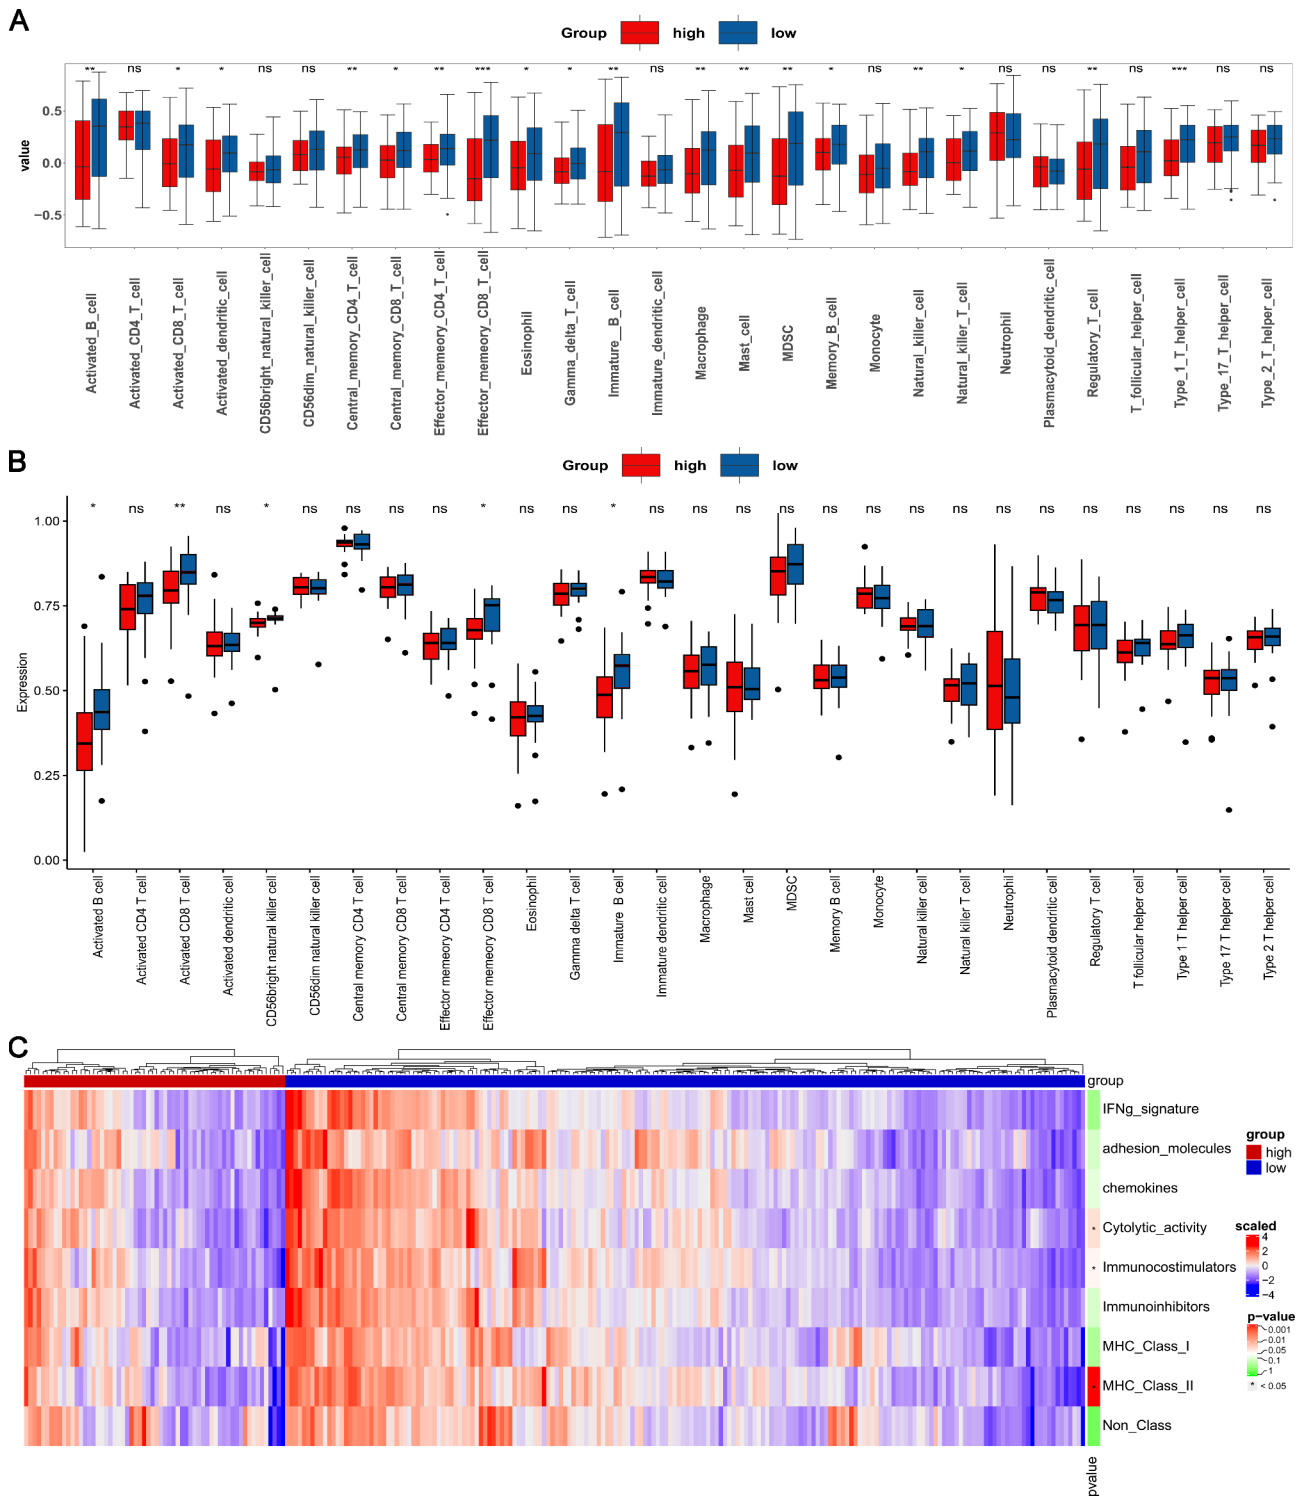 A
Group high low
** ns * * ns ns ** * ** *** * * ** ns ** ** ** * ns ** * ns ns ** ns *** ns ns
value
0.5
0.0
−0.5
Activated_B_cell
Activated_CD4_T_cell
Activated_CD8_T_cell
Activated_dendritic_cell
CD56bright_natural_killer_cell
CD56dim_natural_killer_cell
Central_memeory_CD4_T_cell
Central_memory_CD8_T_cell
Effector_memeory_CD4_T_cell
Effector_memeory_CD8_T_cell
Eosinophil
Gamma_delta_T_cell
Immature__B_cell
Immature_dendritic_cell
Macrophage
Mast_cell
MDSC
Memory_B_cell
Monocyte
Natural_killer_cell
Natural_killer_T_cell
Neutrophil
Plasmacytoid_dendritic_cell
Regulatory_T_cell
T_follicular_helper_cell
Type_1_T_helper_cell
Type_17_T_helper_cell
Type_2_T_helper_cell
B
Group high low
* ns ** ns * ns ns ns ns * ns ns * ns ns ns ns ns ns ns ns ns ns ns ns ns ns ns
Expression
1.00
0.75
0.50
0.25
0.00
Activated B cell
Activated CD4 T cell
Activated CD8 T cell
Activated dendritic cell
CD56bright natural killer cell
CD56dim natural killer cell
Central memory CD4 T cell
Central memory CD8 T cell
Effector memeory CD4 T cell
Effector memeory CD8 T cell
Eosinophil
Gamma delta T cell
Immature  B cell
Immature dendritic cell
Macrophage
Mast cell
MDSC
Memory B cell
Monocyte
Natural killer cell
Natural killer T cell
Neutrophil
Plasmacytoid dendritic cell
Regulatory T cell
T follicular helper cell
Type 1 T helper cell
Type 17 T helper cell
Type 2 T helper cell
C
group
IFNg_signature
adhesion_molecules
chemokines
* Cytolytic_activity
* Immunocostimulators
Immunoinhibitors
MHC_Class_I
* MHC_Class_II
Non_Class
pvalue
group
high
low
scaled
4
2
0
−2
−4
p−value
0.001
0.01
0.05
0.1
1
* < 0.05